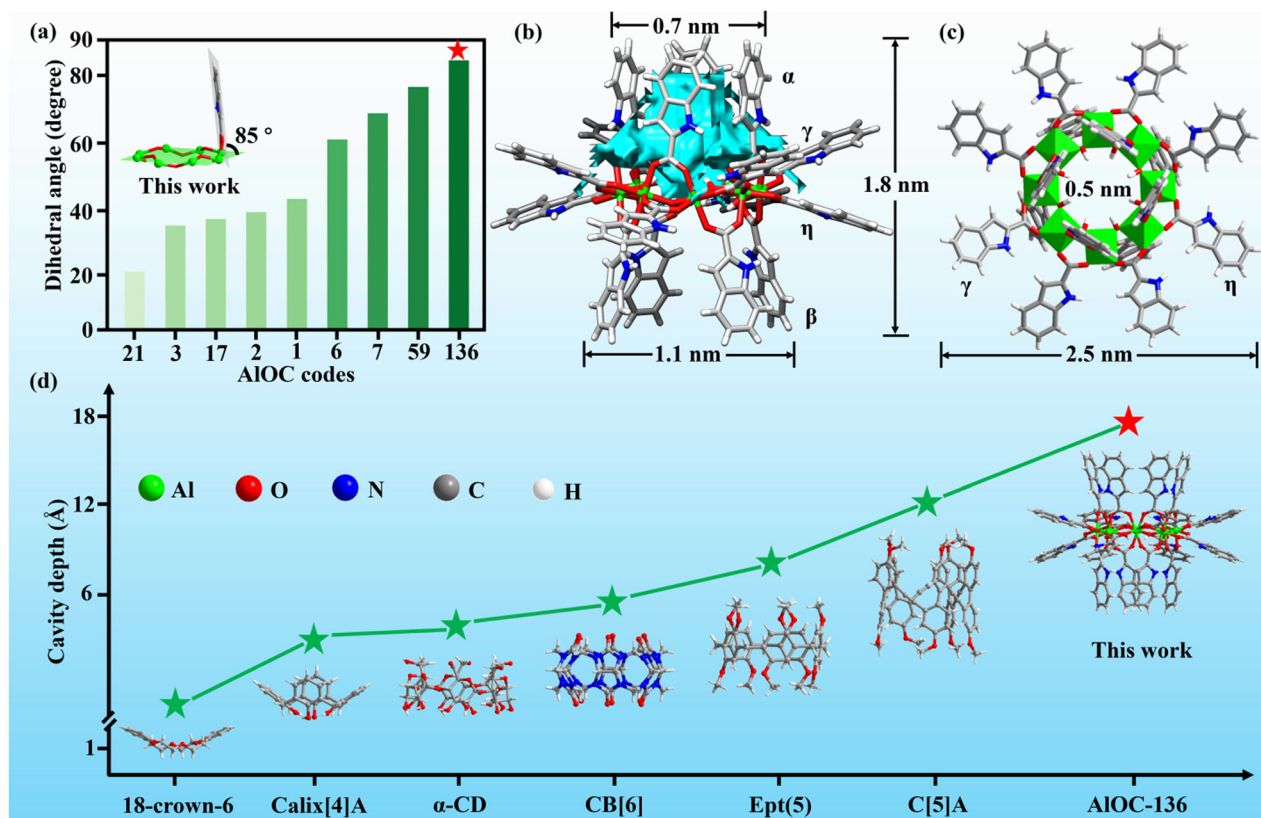 (a)
Dihedral angle (degree)
90
80
60
40
20
0
85 °
This work
21 3 17 2 1 6 7 59 136
AlOC codes
(b)
0.7 nm
α
γ
1.8 nm
η
β
1.1 nm
(c)
0.5 nm
γ
η
2.5 nm
(d)
Cavity depth (Å)
18
12
6
1
Al O N C H
This work
18-crown-6 Calix[4]A α-CD CB[6] Ept(5) C[5]A AlOC-136